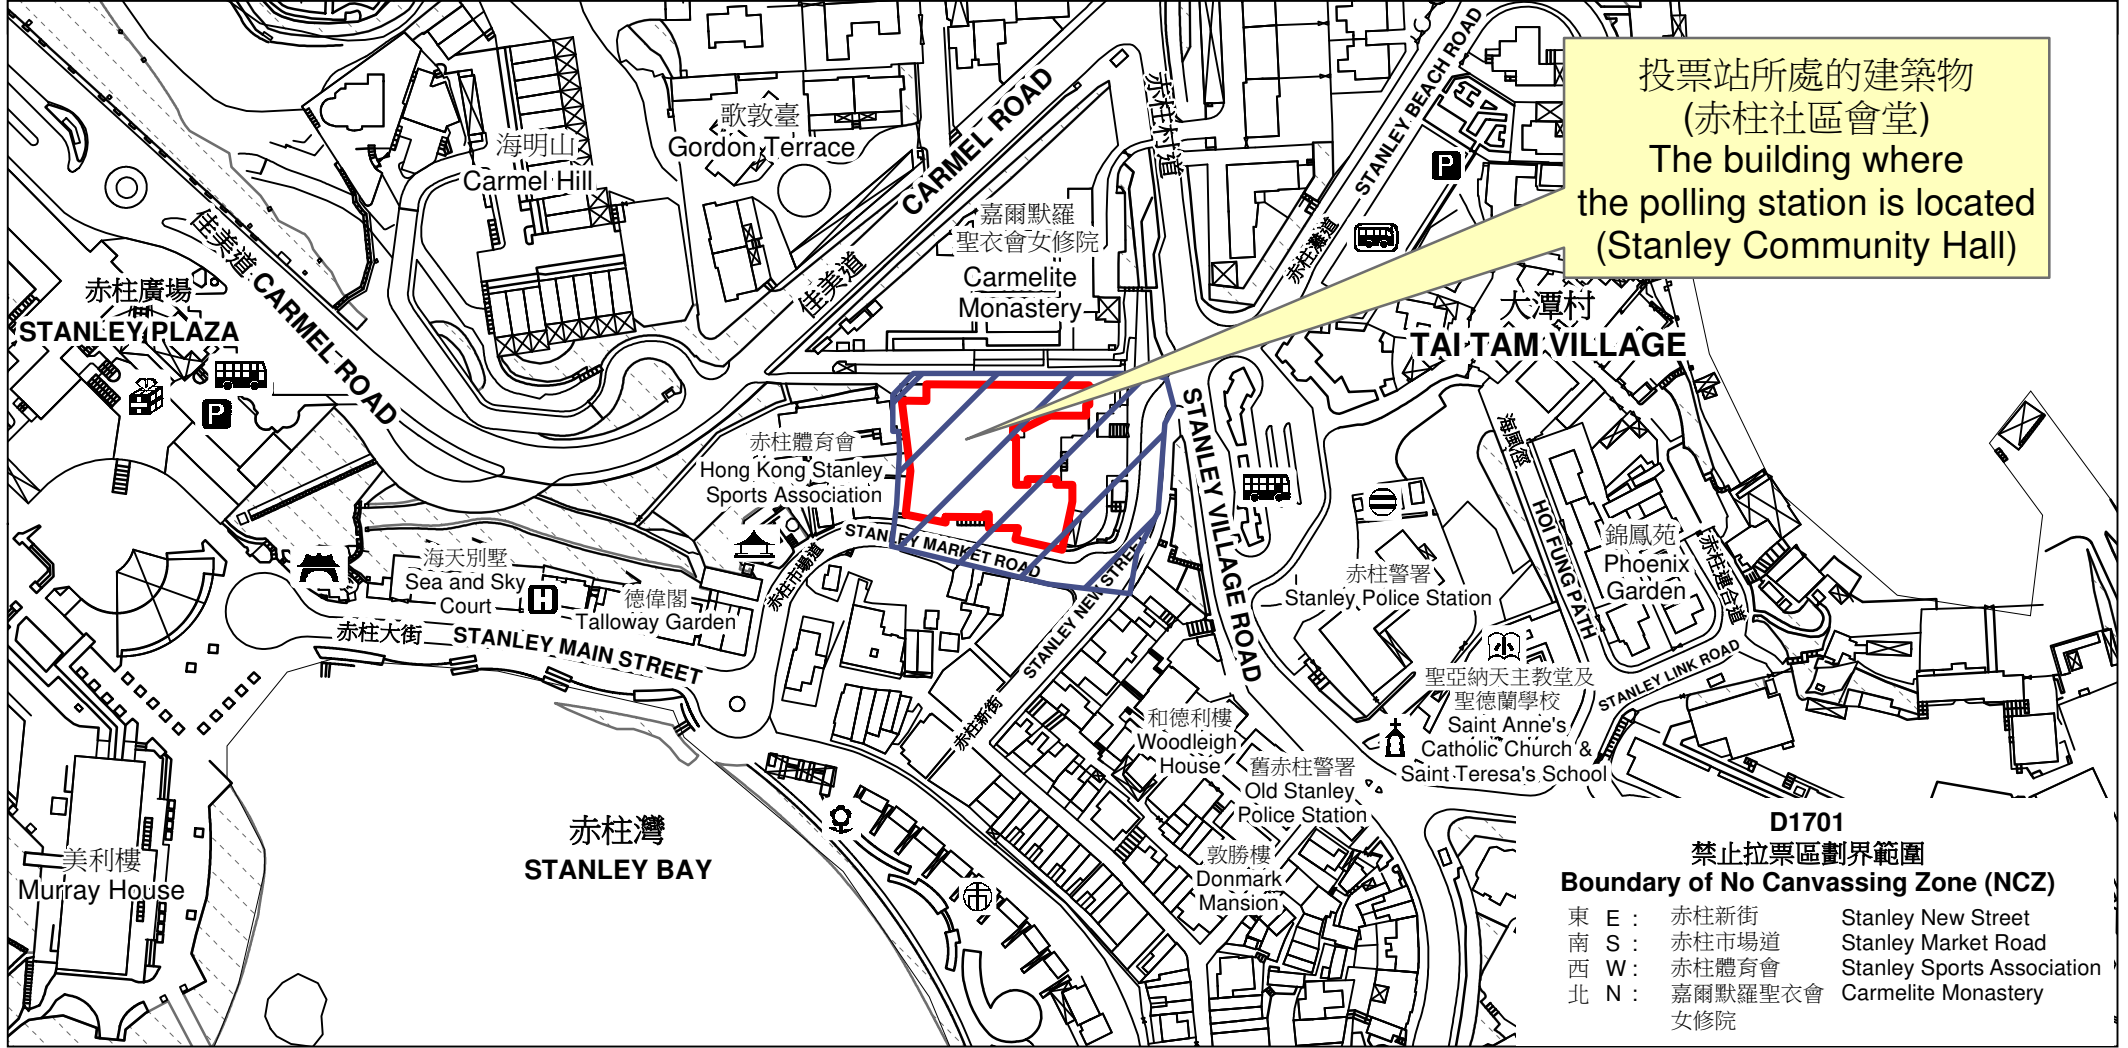 投票站所處的建築物
(赤柱社區會堂)
The building where
the polling station is located
(Stanley Community Hall)
歌敦臺
Gordon Terrace
海明山
Carmel Hill
CARMEL ROAD
佳美道
赤柱村道
STANLEY BEACH ROAD
赤柱灘道
P
嘉爾默羅
聖衣會女修院
Carmelite
Monastery
佳美道
CARMEL ROAD
赤柱廣場
STANLEY PLAZA
P
大潭村
TAI TAM VILLAGE
赤柱體育會
Hong Kong Stanley
Sports Association
STANLEY MARKET ROAD
赤柱市場道
STANLEY VILLAGE ROAD
海風徑
HOI FUNG PATH
錦鳳苑
Phoenix
Garden
赤柱連合道
赤柱警署
Stanley Police Station
海天別墅
Sea and Sky
Court
H
德偉閣
Talloway Garden
赤柱大街
STANLEY MAIN STREET
STANLEY NEW STREET
赤柱新街
STANLEY LINK ROAD
聖亞納天主教堂及
聖德蘭學校
Saint Anne's
Catholic Church &
Saint Teresa's School
和德利樓
Woodleigh
House
舊赤柱警署
Old Stanley
Police Station
敦勝樓
Donmark
Mansion
赤柱灣
STANLEY BAY
美利樓
Murray House
D1701
禁止拉票區劃界範圍
Boundary of No Canvassing Zone (NCZ)
東 E : 赤柱新街 Stanley New Street
南 S : 赤柱市場道 Stanley Market Road
西 W : 赤柱體育會 Stanley Sports Association
北 N : 嘉爾默羅聖衣會 Carmelite Monastery
女修院